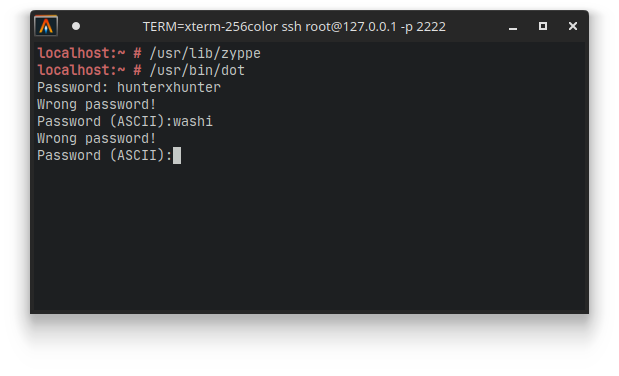 TERM=xterm-256color ssh root@127.0.0.1 -p 2222
localhost:~ # /usr/lib/zyppe
localhost:~ # /usr/bin/dot
Password: hunterxhunter
Wrong password!
Password (ASCII):washi
Wrong password!
Password (ASCII):